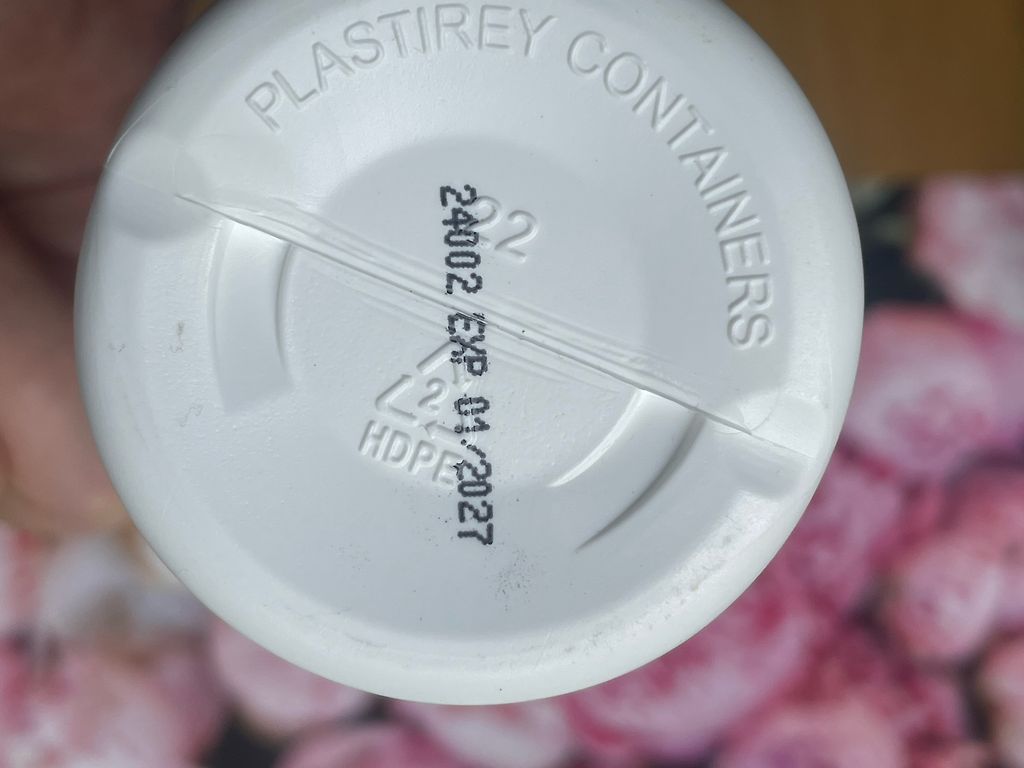 PLASTIREY CONTAINERS
22
24002 EXP 01/2027
2
HDPE